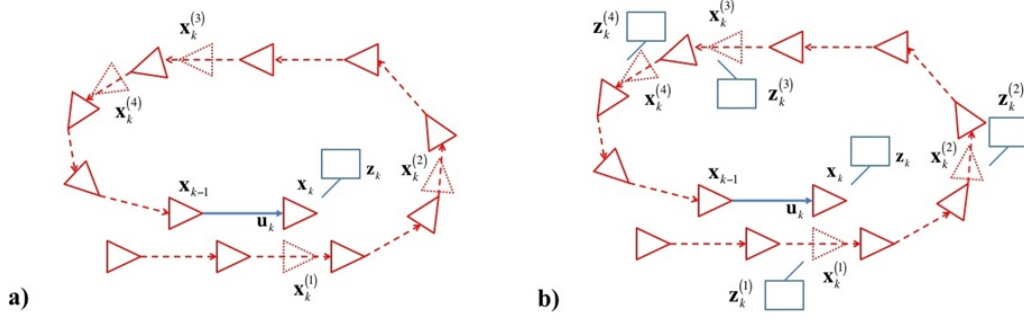 x_k^(3)
x_k^(4)
x_k^(2)
z_k
x_{k-1}
x_k
u_k
x_k^(1)
a)
z_k^(4)
x_k^(3)
z_k^(3)
x_k^(4)
z_k^(2)
x_k^(2)
z_k
x_{k-1}
x_k
u_k
x_k^(1)
z_k^(1)
b)